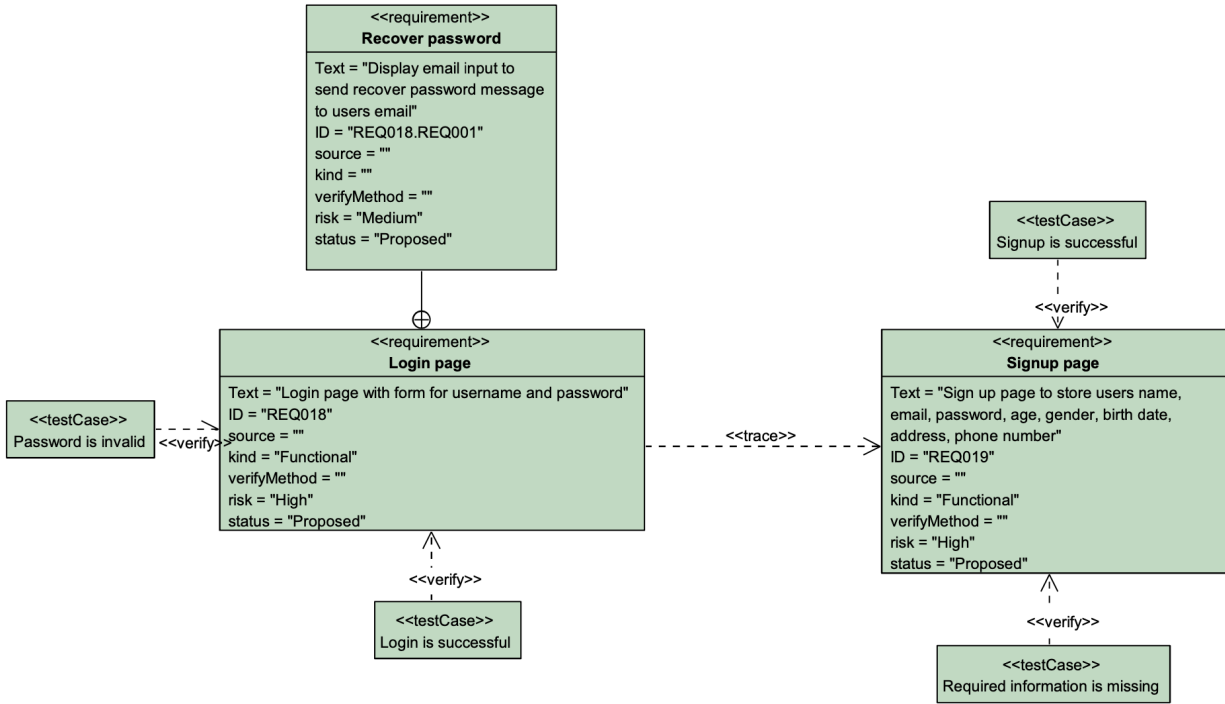 <<requirement>>
Recover password
Text = "Display email input to
send recover password message
to users email"
ID = "REQ018.REQ001"
source = ""
kind = ""
verifyMethod = ""
risk = "Medium"
status = "Proposed"
<<testCase>>
Signup is successful
<<verify>>
<<requirement>>
Login page
Text = "Login page with form for username and password"
ID = "REQ018"
source = ""
kind = "Functional"
verifyMethod = ""
risk = "High"
status = "Proposed"
<<testCase>>
Password is invalid
<<verify>>
<<trace>>
<<requirement>>
Signup page
Text = "Sign up page to store users name,
email, password, age, gender, birth date,
address, phone number"
ID = "REQ019"
source = ""
kind = "Functional"
verifyMethod = ""
risk = "High"
status = "Proposed"
<<verify>>
<<testCase>>
Login is successful
<<verify>>
<<testCase>>
Required information is missing